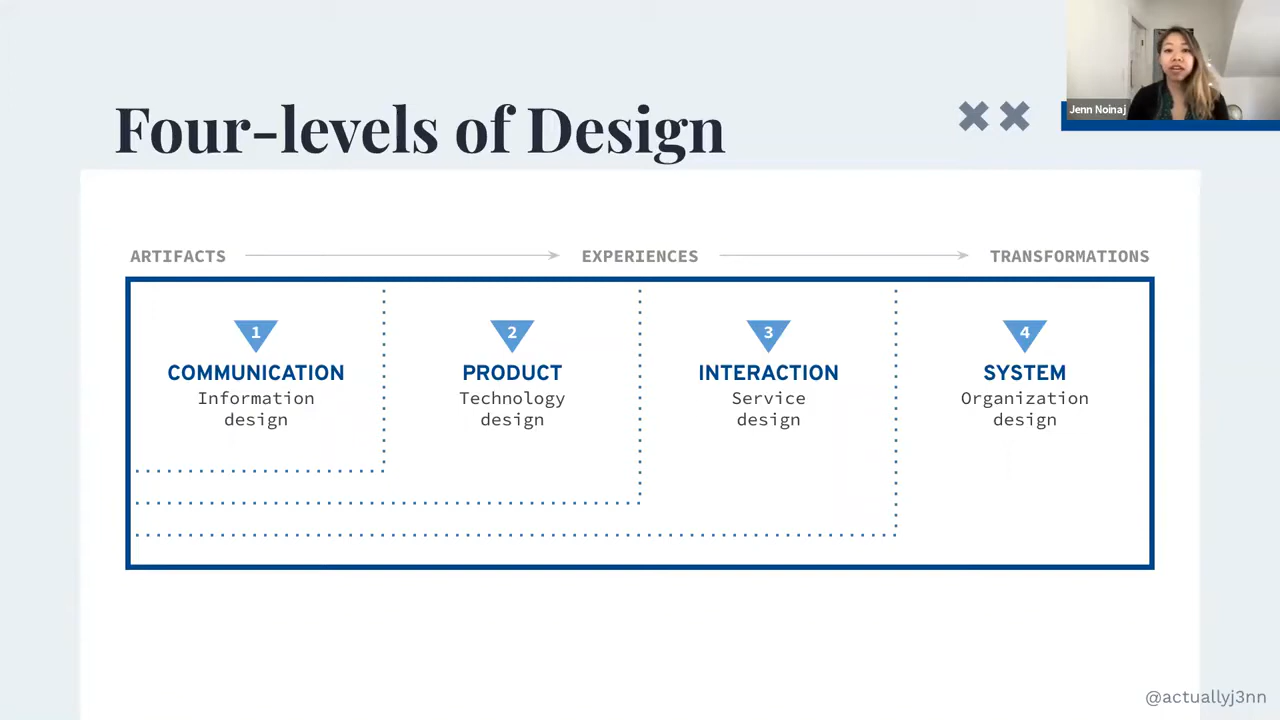 Jenn Noinaj
Four-levels of Design
ARTIFACTS EXPERIENCES TRANSFORMATIONS
1 2 3 4
COMMUNICATION PRODUCT INTERACTION SYSTEM
Information Technology Service Organization
design design design design
@actuallyj3nn